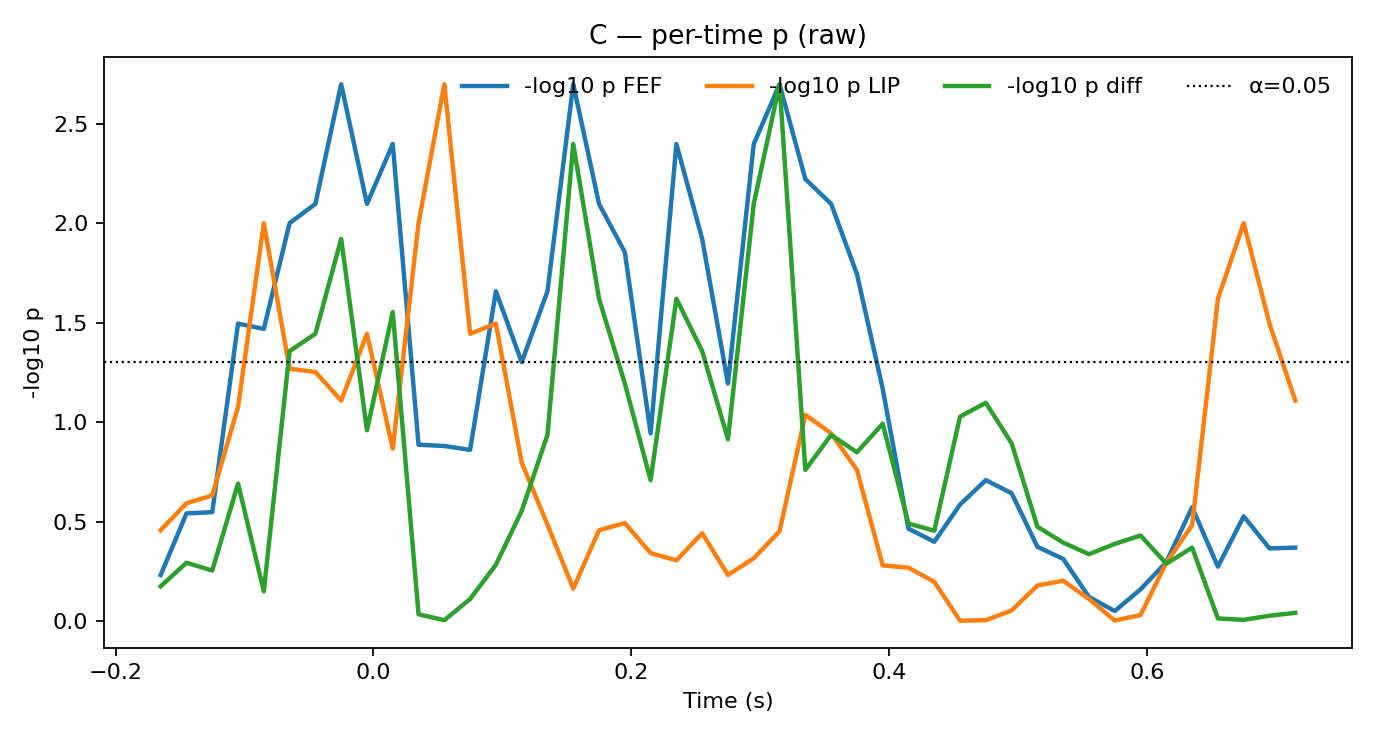 C — per-time p (raw)
-log10 p FEF
-log10 p LIP
-log10 p diff
α=0.05
-log10 p
2.5
2.0
1.5
1.0
0.5
0.0
−0.2
0.0
0.2
0.4
0.6
Time (s)